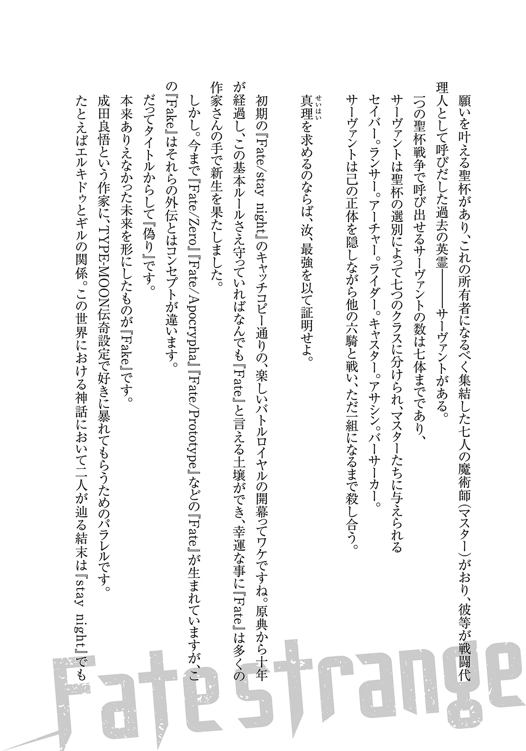 願いを叶える聖杯があり、これの所有者になるべく集結した七人の魔術師(マスター)がおり、彼等が戦闘代
理人として呼びだした過去の英霊――――サーヴァントがある。
一つの聖杯戦争で呼び出せるサーヴァントの数は七体までであり、
サーヴァントは聖杯の選別によって七つのクラスに分けられ、マスターたちに与えられる
セイバー。ランサー。アーチャー。ライダー。キャスター。アサシン。バーサーカー。
サーヴァントは己の正体を隠しながら他の六騎と戦い、ただ一組になるまで殺し合う。
真理せいはいを求めるのならば、汝、最強を以て証明せよ。
初期の『Fate/stay night』のキャッチコピー通りの、楽しいバトルロイヤルの開幕ってワケですね。原典から十年
が経過し、この基本ルールさえ守っていればなんでも『Fate』と言える土壌ができ、幸運な事に『Fate』は多くの
作家さんの手で新生を果たしました。
しかし。今まで『Fate/Zero』『Fate/Apocrypha』『Fate/Prototype』などの『Fate』が生まれていますが、こ
の『Fake』はそれらの外伝とはコンセプトが違います。
だってタイトルからして『偽り』です。
本来ありえなかった未来を形にしたものが『Fake』です。
成田良悟という作家に、TYPE-MOON伝奇設定で好きに暴れてもらうためのパラレルです。
たとえばエルキドゥとギルの関係。この世界における神話において二人が辿る結末は『stay night』でも
Fate strange